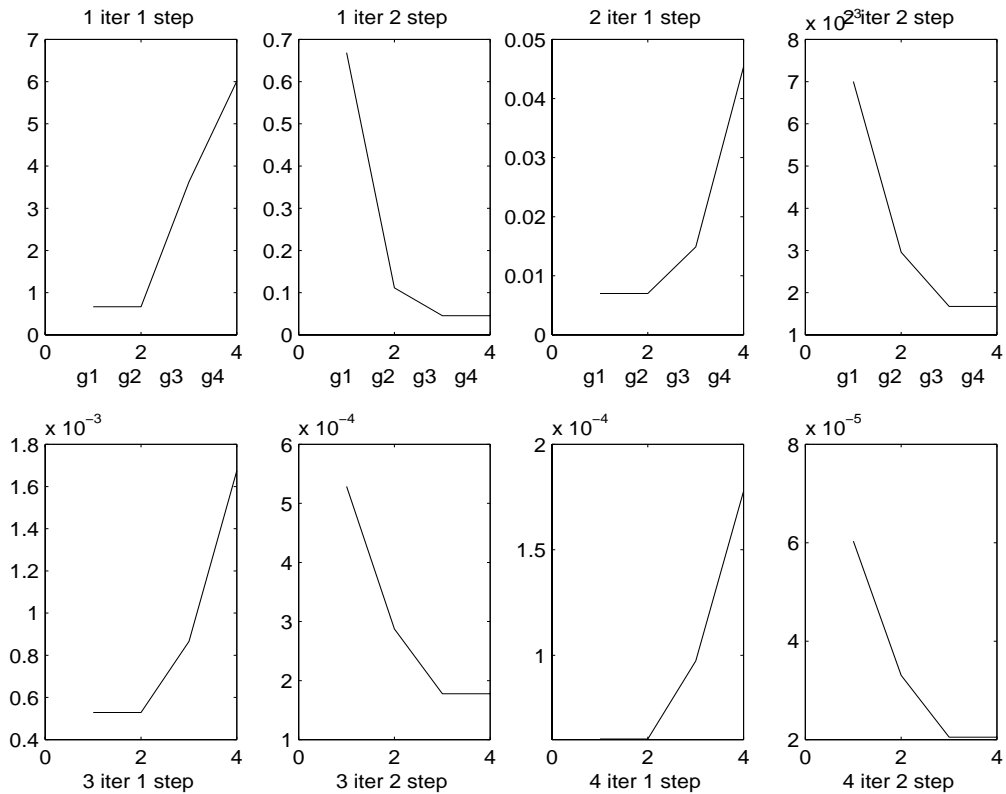 1 iter 1 step
1 iter 2 step
2 iter 1 step
2 iter 2 step
x 10⁻³
7
6
5
4
3
2
1
0
0 2 4
g1 g2 g3 g4
0.7
0.6
0.5
0.4
0.3
0.2
0.1
0
0 2 4
g1 g2 g3 g4
0.05
0.04
0.03
0.02
0.01
0
0 2 4
g1 g2 g3 g4
8
7
6
5
4
3
2
1
0 2 4
g1 g2 g3 g4
x 10⁻³
1.8
1.6
1.4
1.2
1
0.8
0.6
0.4
0 2 4
3 iter 1 step
x 10⁻⁴
6
5
4
3
2
1
0 2 4
3 iter 2 step
x 10⁻⁴
2
1.5
1
0 2 4
4 iter 1 step
x 10⁻⁵
8
6
4
2
0 2 4
4 iter 2 step